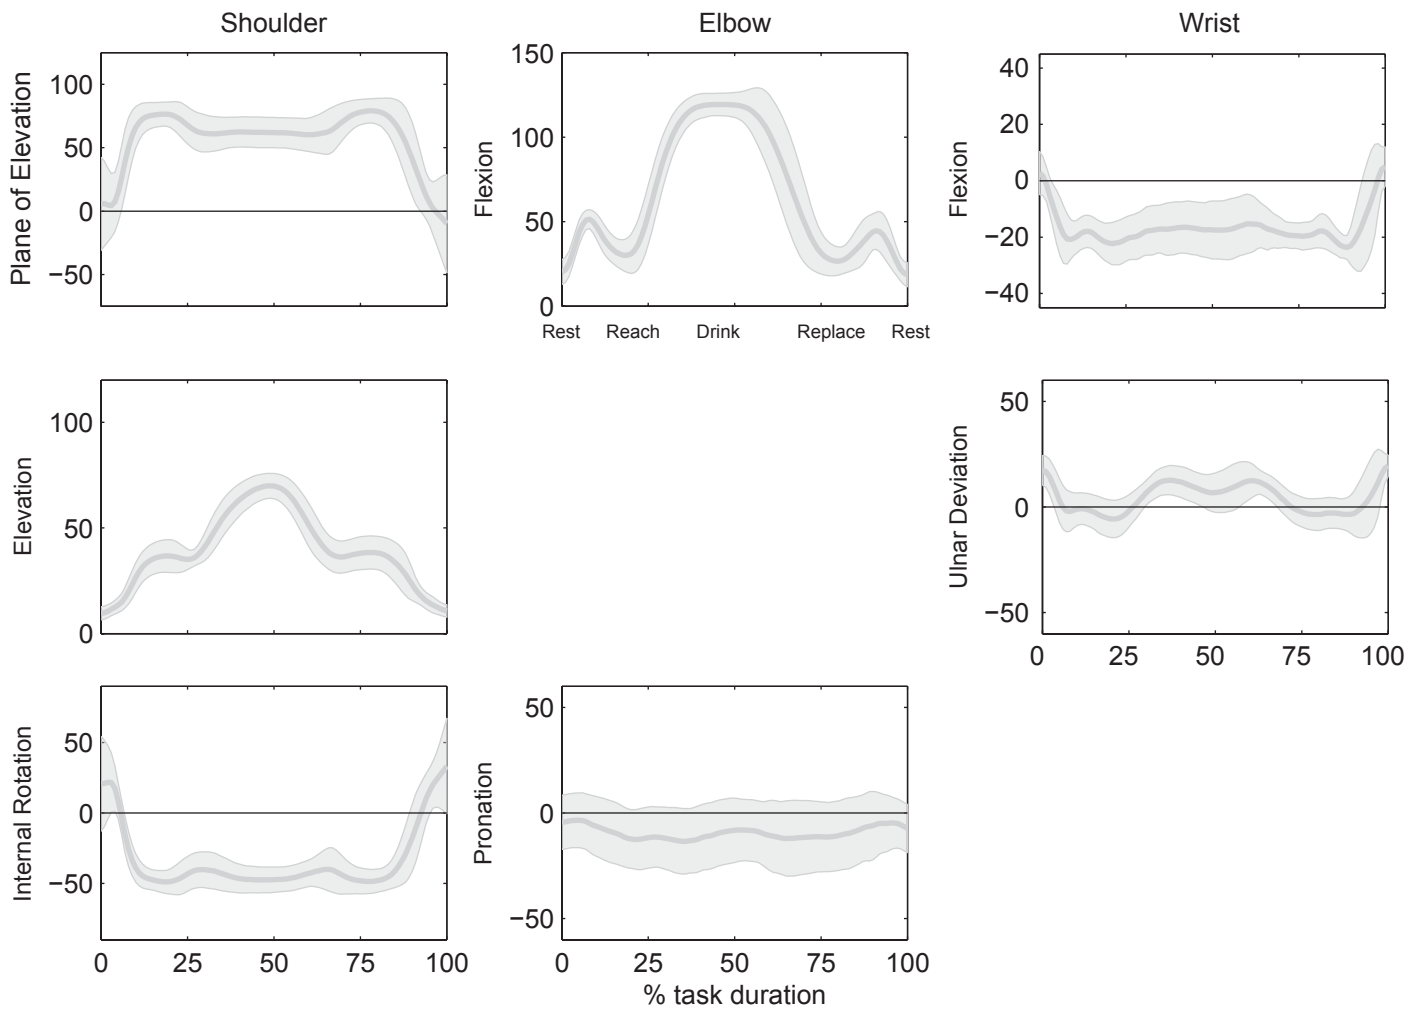 Shoulder
Elbow
Wrist
Plane of Elevation
100
50
0
−50
Flexion
150
100
50
0
Rest Reach Drink Replace Rest
Flexion
40
20
0
−20
−40
Elevation
100
50
0
Ulnar Deviation
50
0
−50
0 25 50 75 100
Internal Rotation
50
0
−50
0 25 50 75 100
Pronation
50
0
−50
0 25 50 75 100
% task duration